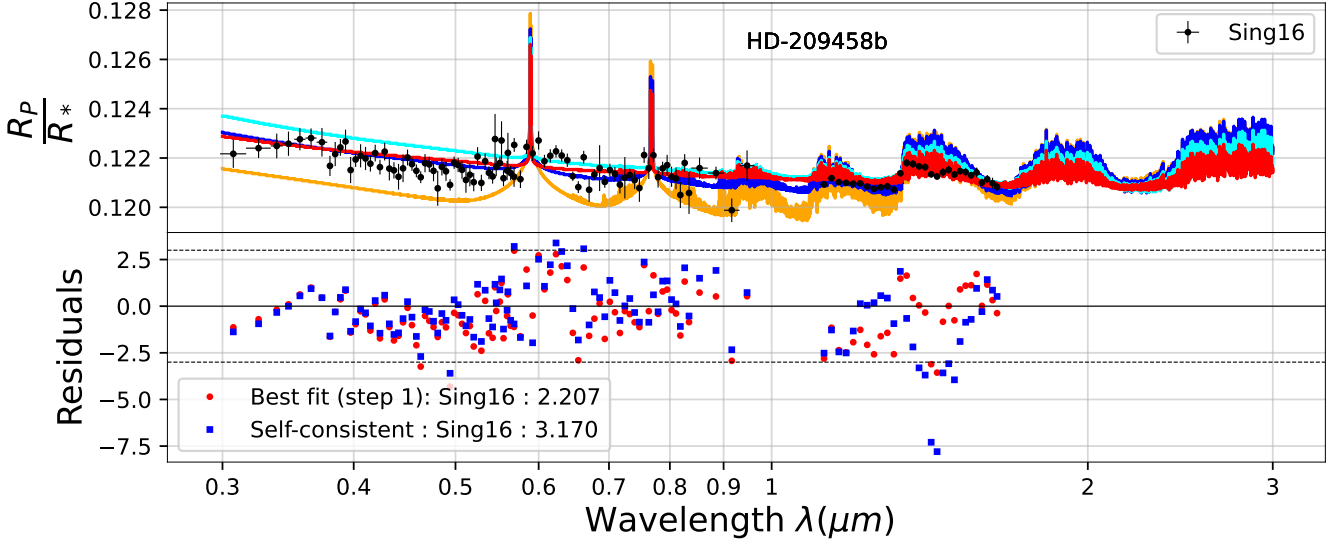 0.128
0.126
0.124
0.122
0.120
R_P
R_*
HD-209458b
Sing16
2.5
0.0
−2.5
−5.0
−7.5
Residuals
Best fit (step 1): Sing16 : 2.207
Self-consistent : Sing16 : 3.170
0.3 0.4 0.5 0.6 0.7 0.8 0.9 1 2 3
Wavelength λ(μm)